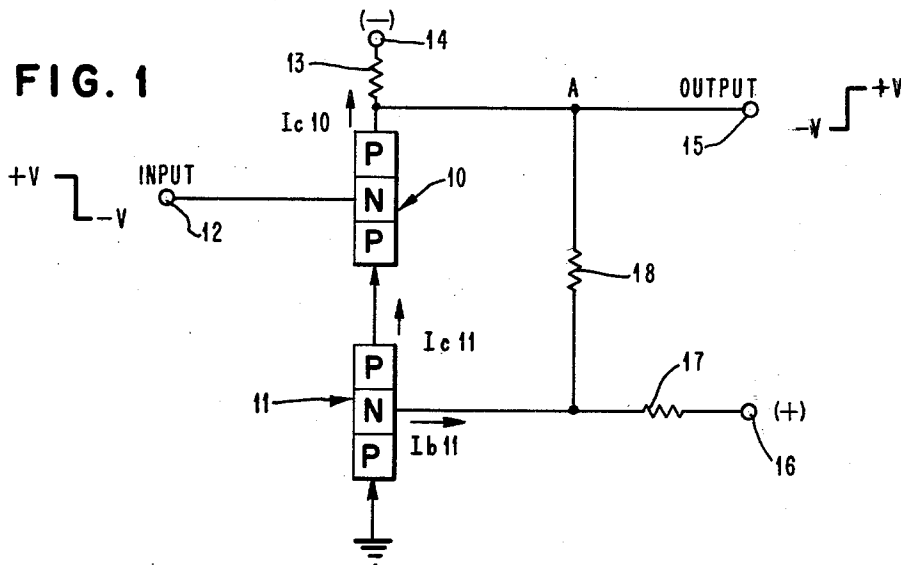 (—)
14
13
FIG. 1
A
OUTPUT
+V
Ic 10
15
—V
P
+V
INPUT
N
10
—V
12
P
18
Ic 11
P
17
11
N
(+)
Ib 11
16
P